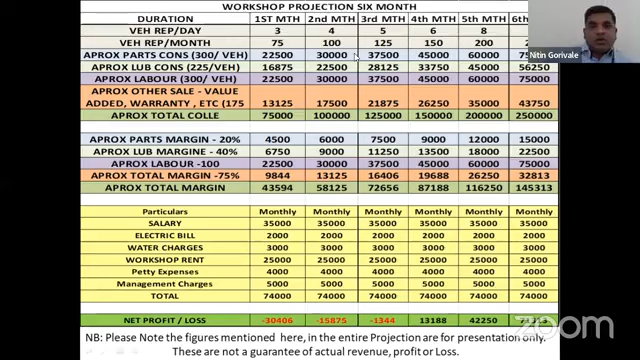 WORKSHOP PROJECTION SIX MONTH
DURATION 1ST MTH 2nd MTH 3rd MTH 4th MTH 5th MTH 6th
VEH REP/DAY 3 4 5 6 8
VEH REP/MONTH 75 100 125 150 200 2
APROX PARTS CONS (300/ VEH) 22500 30000 37500 45000 60000
APROX LUB CONS (225/VEH) 16875 22500 28125 33750 45000 56250
APROX LABOUR (300/ VEH) 22500 30000 37500 45000 60000 75000
APROX OTHER SALE - VALUE
ADDED, WARRANTY , ETC (175 13125 17500 21875 26250 35000 43750
APROX TOTAL COLLE 75000 100000 125000 150000 200000 250000
APROX PARTS MARGIN - 20% 4500 6000 7500 9000 12000 15000
APROX LUB MARGINE - 40% 6750 9000 11250 13500 18000 22500
APROX LABOUR -100 22500 30000 37500 45000 60000 75000
APROX TOTAL MARGIN -75% 9844 13125 16406 19688 26250 32813
APROX TOTAL MARGIN 43594 58125 72656 87188 116250 145313
Particulars Monthly Monthly Monthly Monthly Monthly Monthly
SALARY 35000 35000 35000 35000 35000 35000
ELECTRIC BILL 2000 2000 2000 2000 2000 2000
WATER CHARGES 3000 3000 3000 3000 3000 3000
WORKSHOP RENT 25000 25000 25000 25000 25000 25000
Petty Expenses 4000 4000 4000 4000 4000 4000
Management Charges 5000 5000 5000 5000 5000 5000
TOTAL 74000 74000 74000 74000 74000 74000
NET PROFIT / LOSS -30406 -15875 -1344 13188 42250
NB: Please Note the figures mentioned here, in the entire Projection are for presentation only.
These are not a guarantee of actual revenue, profit or Loss.
Nitin Gorivale
LIVE